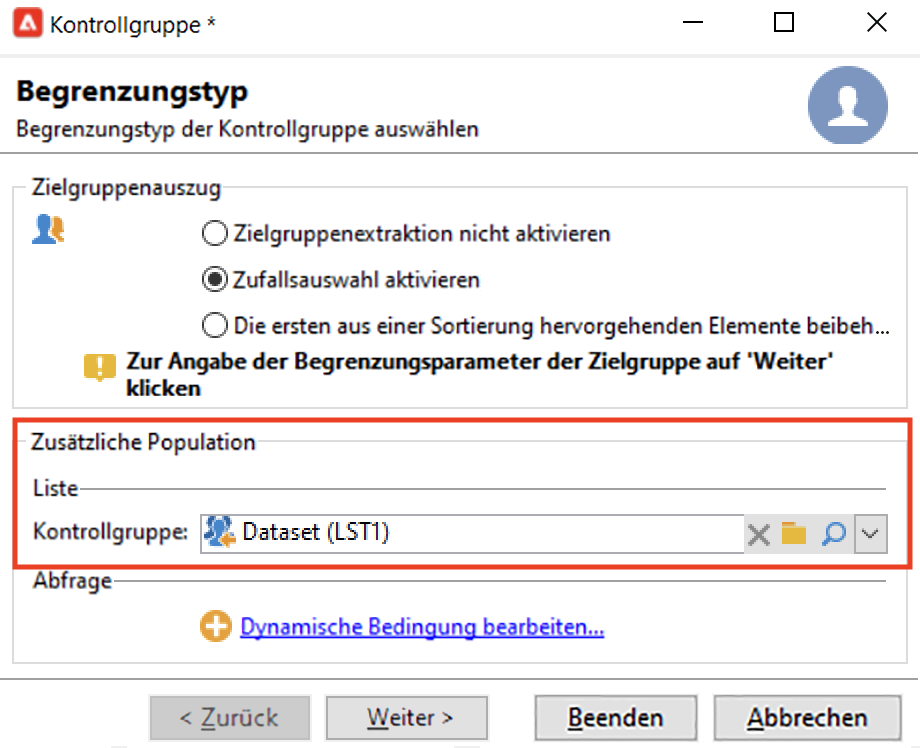 Kontrollgruppe *
Begrenzungstyp
Begrenzungstyp der Kontrollgruppe auswählen
Zielgruppenauszug
Zielgruppenextraktion nicht aktivieren
Zufallsauswahl aktivieren
Die ersten aus einer Sortierung hervorgehenden Elemente beibeh...
Zur Angabe der Begrenzungsparameter der Zielgruppe auf 'Weiter'
klicken
Zusätzliche Population
Liste
Kontrollgruppe: Dataset (LST1)
Abfrage
Dynamische Bedingung bearbeiten...
< Zurück Weiter > Beenden Abbrechen